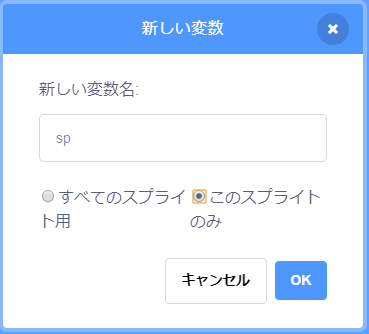 新しい変数
新しい変数名:
sp
すべてのスプライ
ト用
このスプライト
のみ
キャンセル
OK